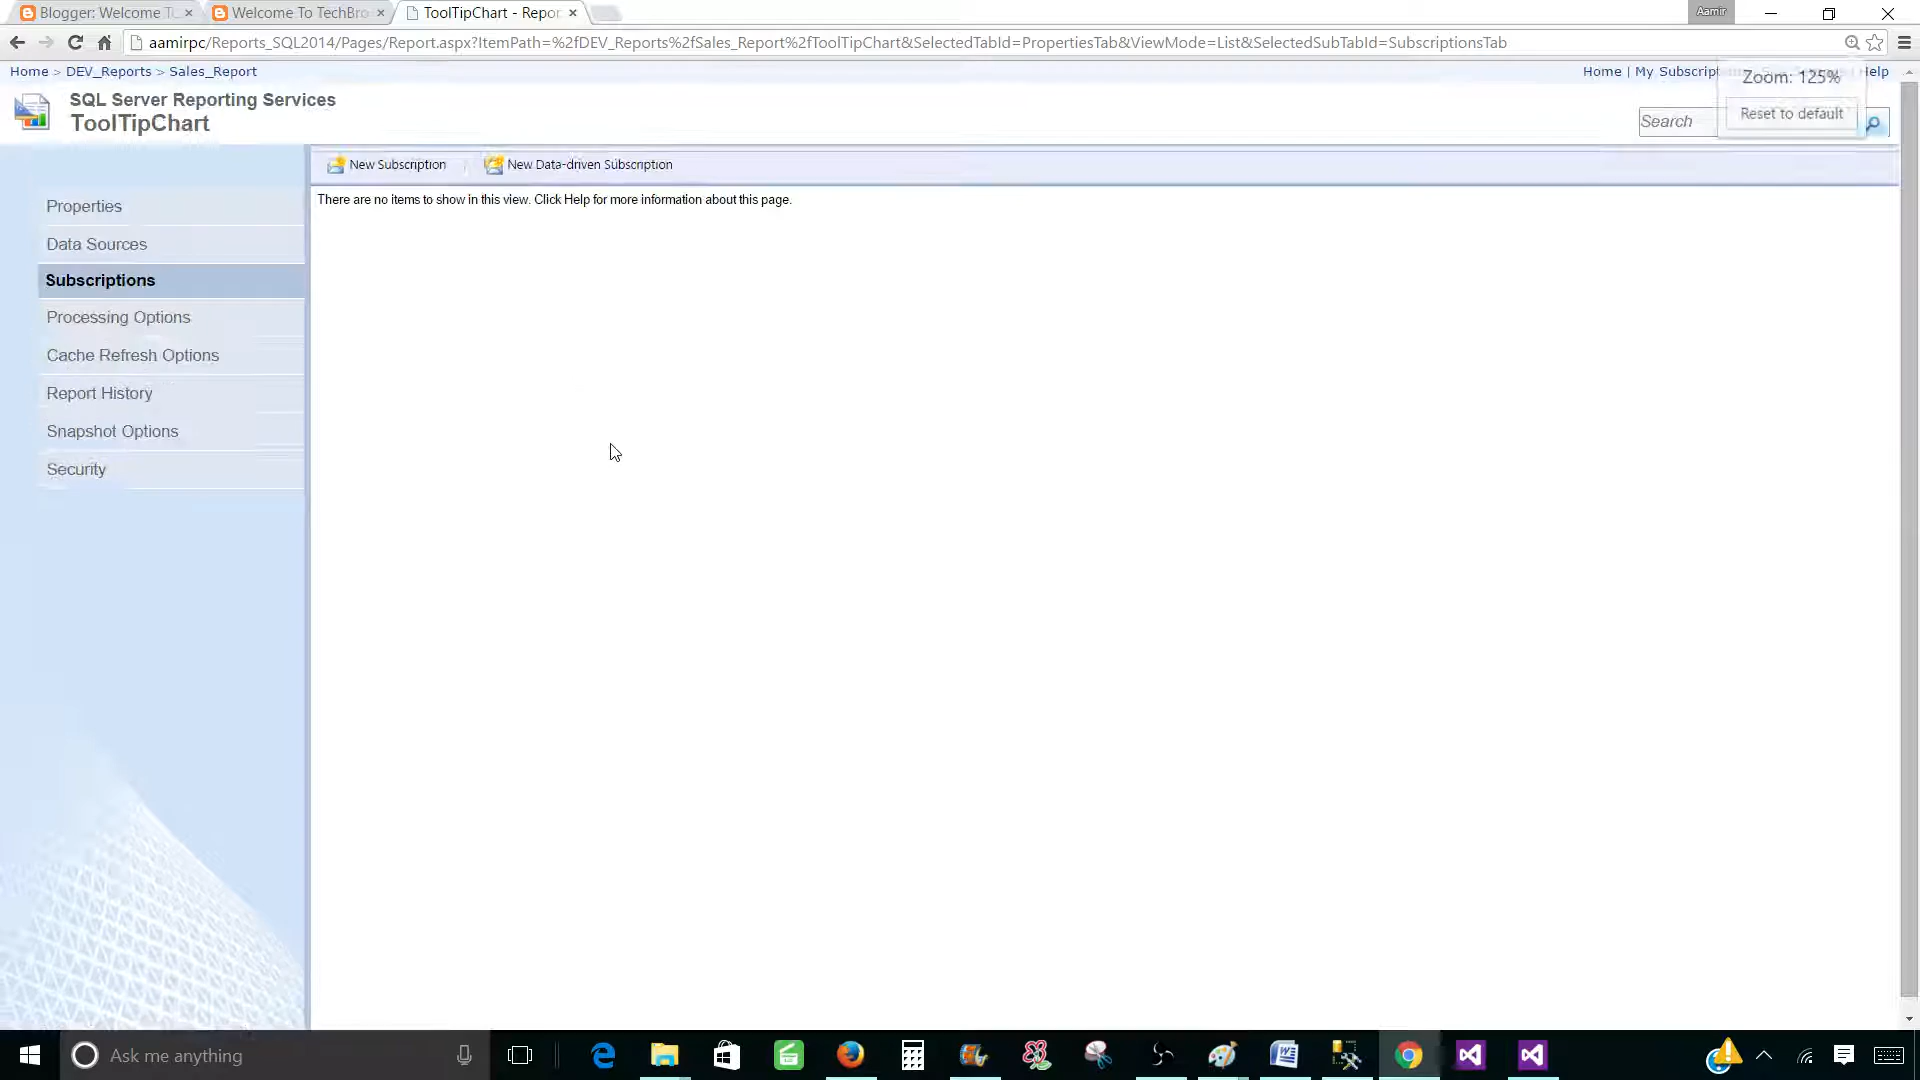 Blogger: Welcome T
Welcome To TechBro
ToolTipChart - Repor
Aamir
aamirpc/Reports_SQL2014/Pages/Report.aspx?ItemPath=%2fDEV_Reports%2fSales_Report%2fToolTipChart&SelectedTabId=PropertiesTab&ViewMode=List&SelectedSubTabId=SubscriptionsTab
Home > DEV_Reports > Sales_Report
Home | My Subscript
Help
Zoom: 125%
Reset to default
SQL Server Reporting Services
ToolTipChart
Search
New Subscription
New Data-driven Subscription
There are no items to show in this view. Click Help for more information about this page.
Properties
Data Sources
Subscriptions
Processing Options
Cache Refresh Options
Report History
Snapshot Options
Security
Ask me anything